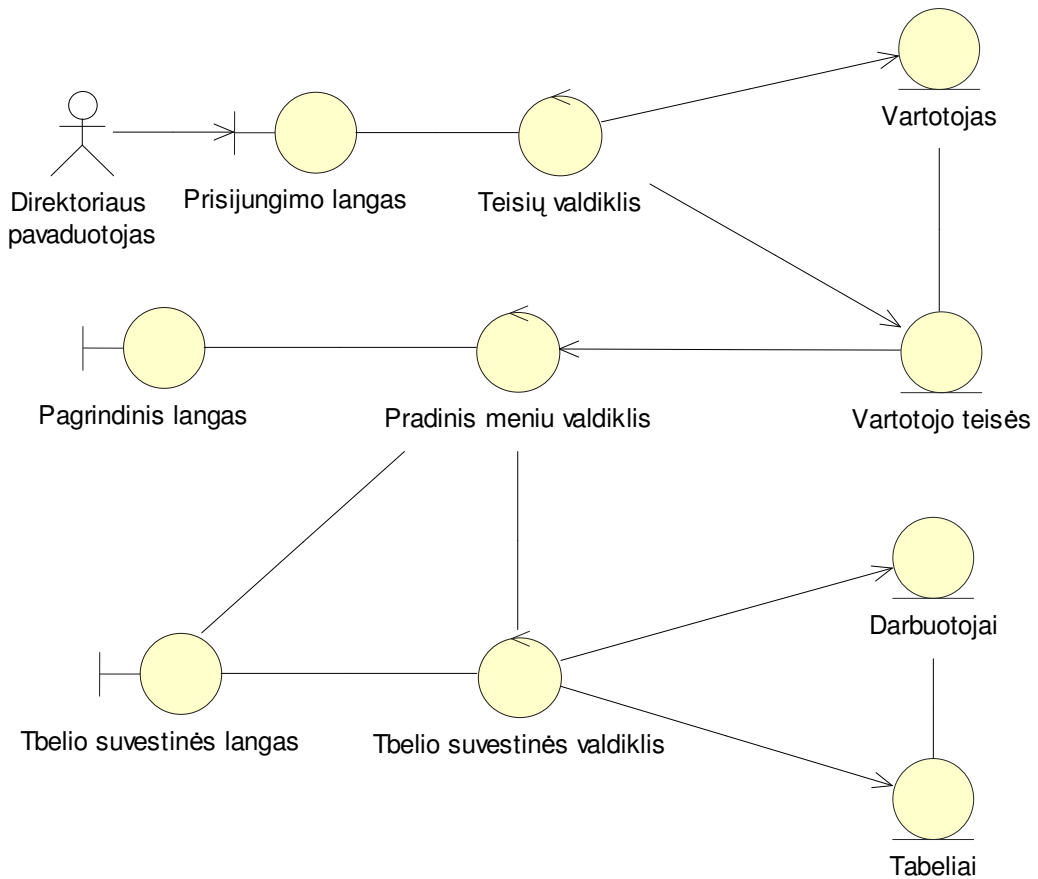 Vartotojas
Direktoriaus
pavaduotojas
Prisijungimo langas
Teisių valdiklis
Pagrindinis langas
Pradinis meniu valdiklis
Vartotojo teisės
Darbuotojai
Tbelio suvestinės langas
Tbelio suvestinės valdiklis
Tabeliai